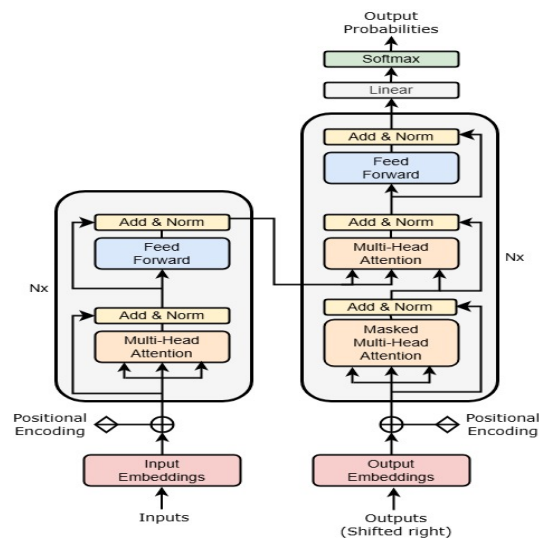 Output
Probabilities
Softmax
Linear
Add & Norm
Feed
Forward
Add & Norm
Multi-Head
Attention
Nx
Add & Norm
Masked
Multi-Head
Attention
Positional
Encoding
Output
Embeddings
Outputs
(Shifted right)
Add & Norm
Feed
Forward
Nx
Add & Norm
Multi-Head
Attention
Positional
Encoding
Input
Embeddings
Inputs